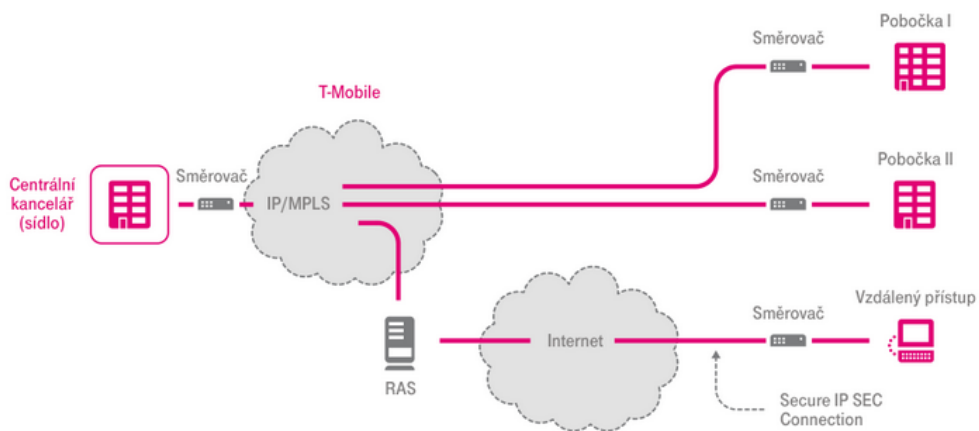 Pobočka I
Směrovač
T-Mobile
Centrální
kancelář
(sídlo)
Směrovač
IP/MPLS
Pobočka II
Směrovač
Vzdálený přístup
Směrovač
Internet
RAS
Secure IP SEC
Connection